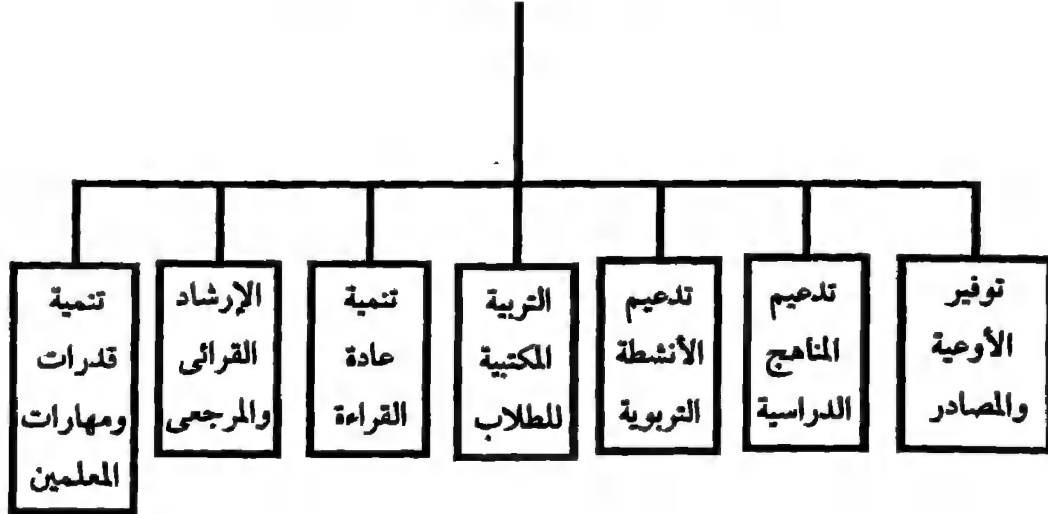 توفير
الأوعية
والمصادر
تدعيم
المناهج
الدراسية
تدعيم
الأنشطة
التربوية
التربية
المكتبية
للطلاب
تنمية
عادة
القراءة
الإرشاد
القرائى
والمرجعى
تنمية
قدرات
ومهارات
المعلمين